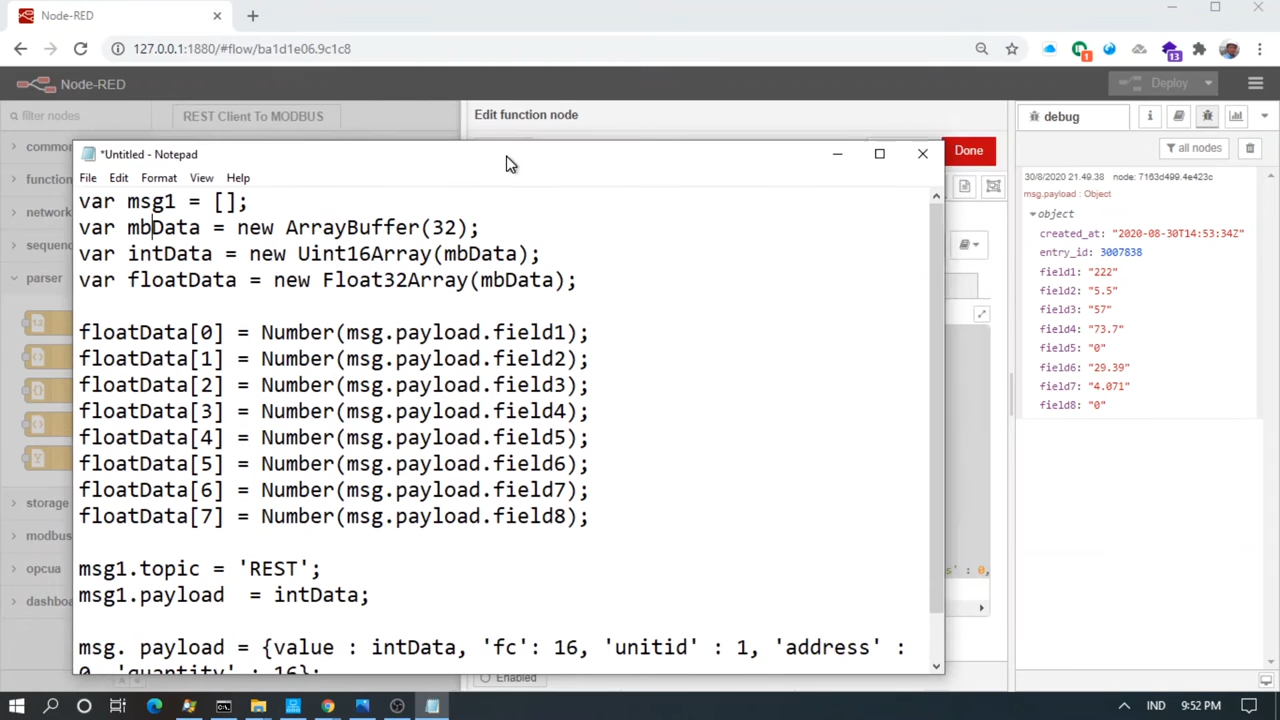 Node-RED
127.0.0.1:1880/#flow/ba1d1e06.9c1c8
1
13
Node-RED
Deploy
filter nodes
REST Client To MODBUS
Edit function node
debug
Done
all nodes
common
function
network
sequence
parser
storage
modbus
opcua
dashboa
*Untitled - Notepad
File Edit Format View Help
var msg1 = [];
var mbData = new ArrayBuffer(32);
var intData = new Uint16Array(mbData);
var floatData = new Float32Array(mbData);
floatData[0] = Number(msg.payload.field1);
floatData[1] = Number(msg.payload.field2);
floatData[2] = Number(msg.payload.field3);
floatData[3] = Number(msg.payload.field4);
floatData[4] = Number(msg.payload.field5);
floatData[5] = Number(msg.payload.field6);
floatData[6] = Number(msg.payload.field7);
floatData[7] = Number(msg.payload.field8);
msg1.topic = 'REST';
msg1.payload  = intData;
msg. payload = {value : intData, 'fc': 16, 'unitid' : 1, 'address' :
0, 'quantity' : 16};
s' : 0,
Enabled
30/8/2020 21.49.38 node: 7163d499.4e423c
msg.payload : Object
object
created_at: "2020-08-30T14:53:34Z"
entry_id: 3007838
field1: "222"
field2: "5.5"
field3: "57"
field4: "73.7"
field5: "0"
field6: "29.39"
field7: "4.071"
field8: "0"
IND 9:52 PM